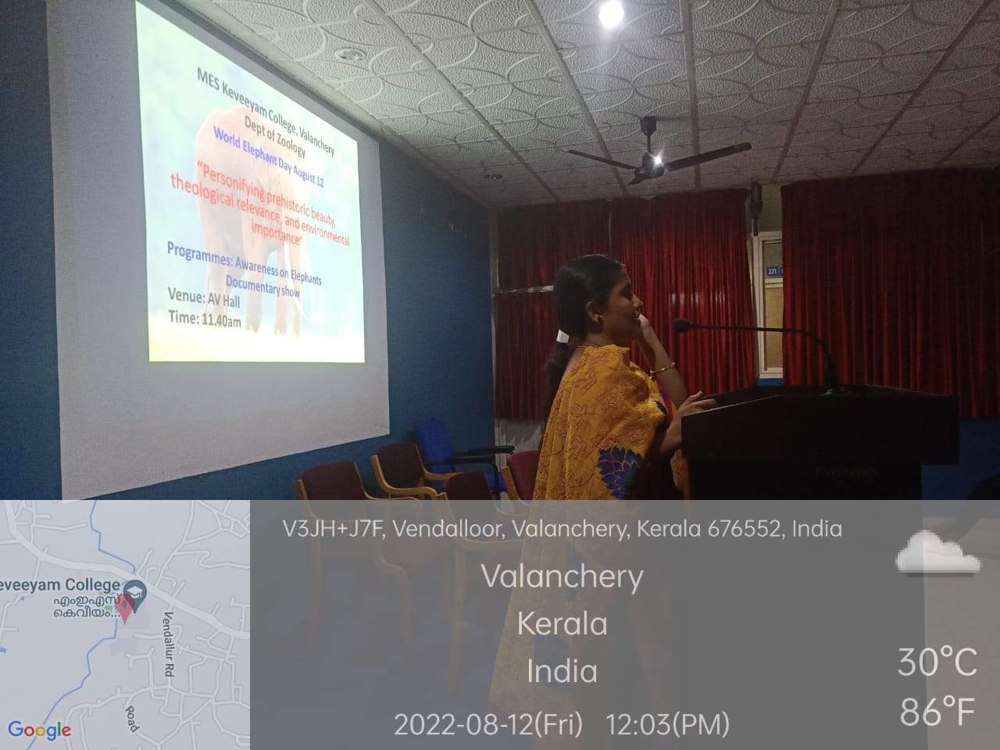 MES Keveeyam College, Valanchery
Dept of Zoology
World Elephant Day August 12
“Personifying prehistoric beauty,
theological relevance, and environmental
importance”
Programmes: Awareness on Elephants
Documentary show
Venue: AV Hall
Time: 11.40am
221
V3JH+J7F, Vendalloor, Valanchery, Kerala 676552, India
Valanchery
Kerala
India
2022-08-12(Fri) 12:03(PM)
30°C
86°F
eveeyam College
എംഇഎസ്
കെവീയം...
Vendallur Rd
Road
Google